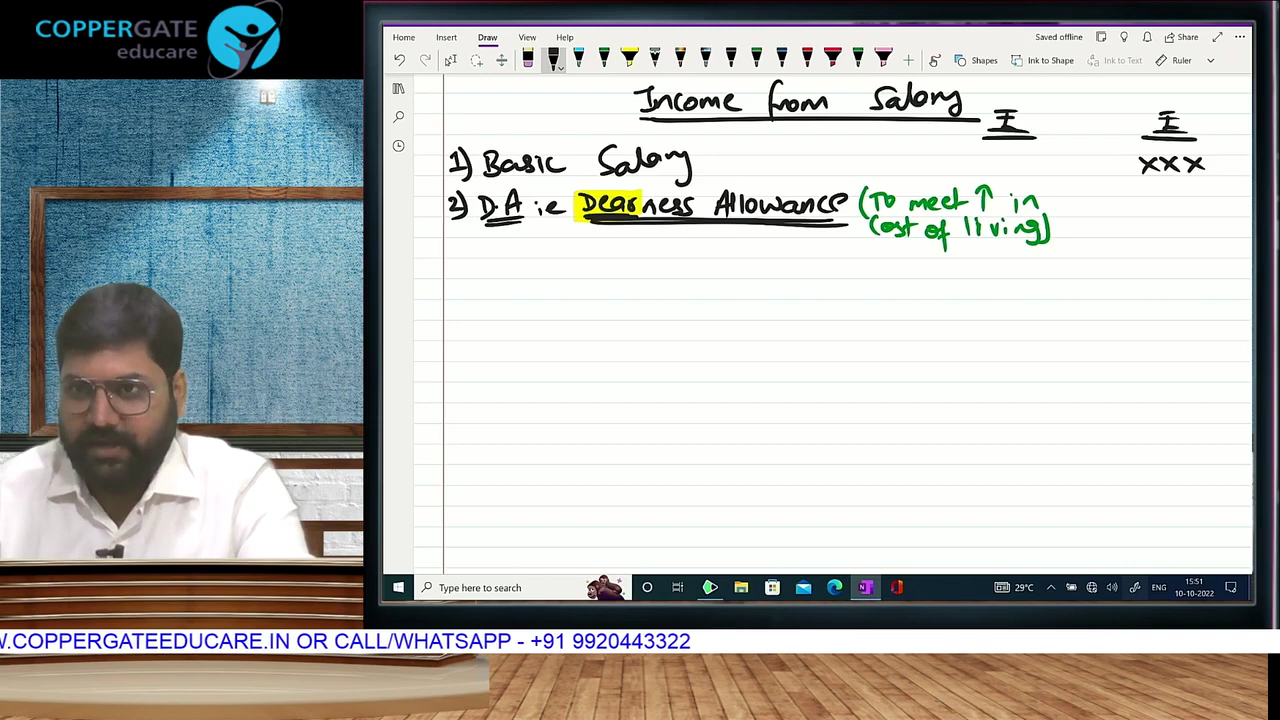 COPPERGATE
educare
Home Insert Draw View Help
Saved offline
Share
Shapes
Ink to Shape
Ink to Text
Ruler
Income from Salary
₹ ₹
1) Basic Salary xxx
2) D.A ie Dearness Allowance (To meet ↑ in
Cost of living)
Type here to search
29°C
ENG
15:51
10-10-2022
W.COPPERGATEEDUCARE.IN OR CALL/WHATSAPP - +91 9920443322